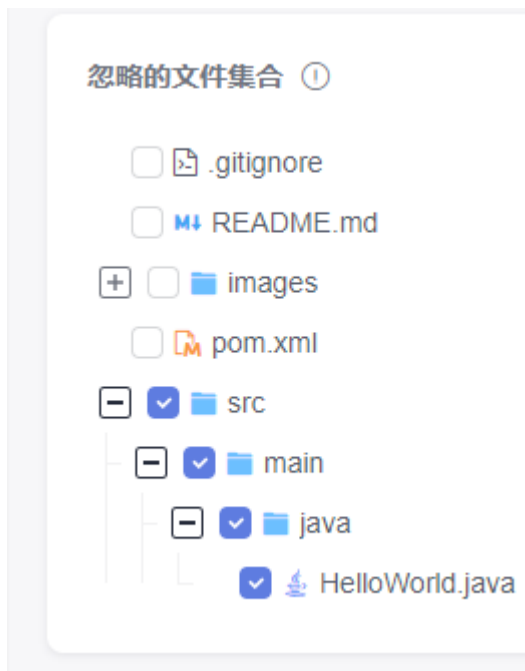 忽略的文件集合
.gitignore
README.md
images
pom.xml
src
main
java
HelloWorld.java